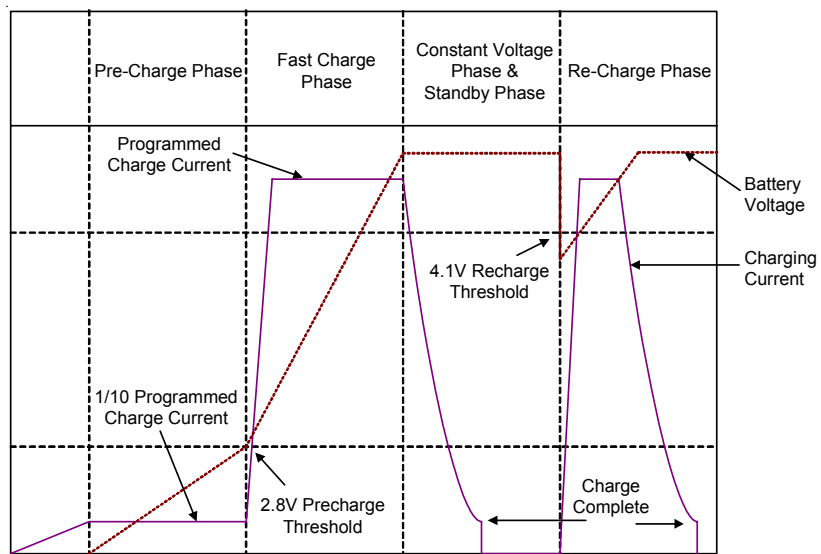 Pre-Charge Phase
Fast Charge
Phase
Constant Voltage
Phase &
Standby Phase
Re-Charge Phase
Programmed
Charge Current
Battery
Voltage
4.1V Recharge
Threshold
Charging
Current
1/10 Programmed
Charge Current
2.8V Precharge
Threshold
Charge
Complete